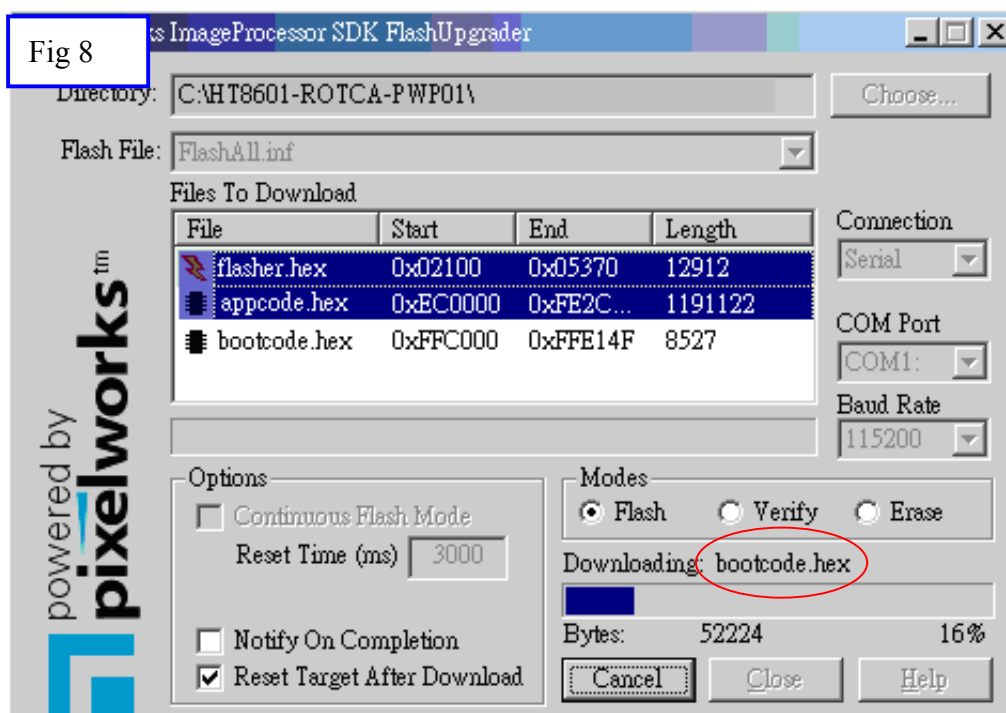 Fig 8
ks ImageProcessor SDK FlashUpgrader
Directory: C:\HT8601-ROTCA-PWP01\ Choose...
Flash File: FlashAll.inf
Files To Download
File Start End Length
flasher.hex 0x02100 0x05370 12912
appcode.hex 0xEC0000 0xFE2C... 1191122
bootcode.hex 0xFFC000 0xFFE14F 8527
Connection
Serial
COM Port
COM1:
Baud Rate
115200
Options
Continuous Flash Mode
Reset Time (ms) 3000
Notify On Completion
Reset Target After Download
Modes
Flash Verify Erase
Downloading: bootcode.hex
Bytes: 52224 16%
Cancel Close Help
powered by
pixelworks tm